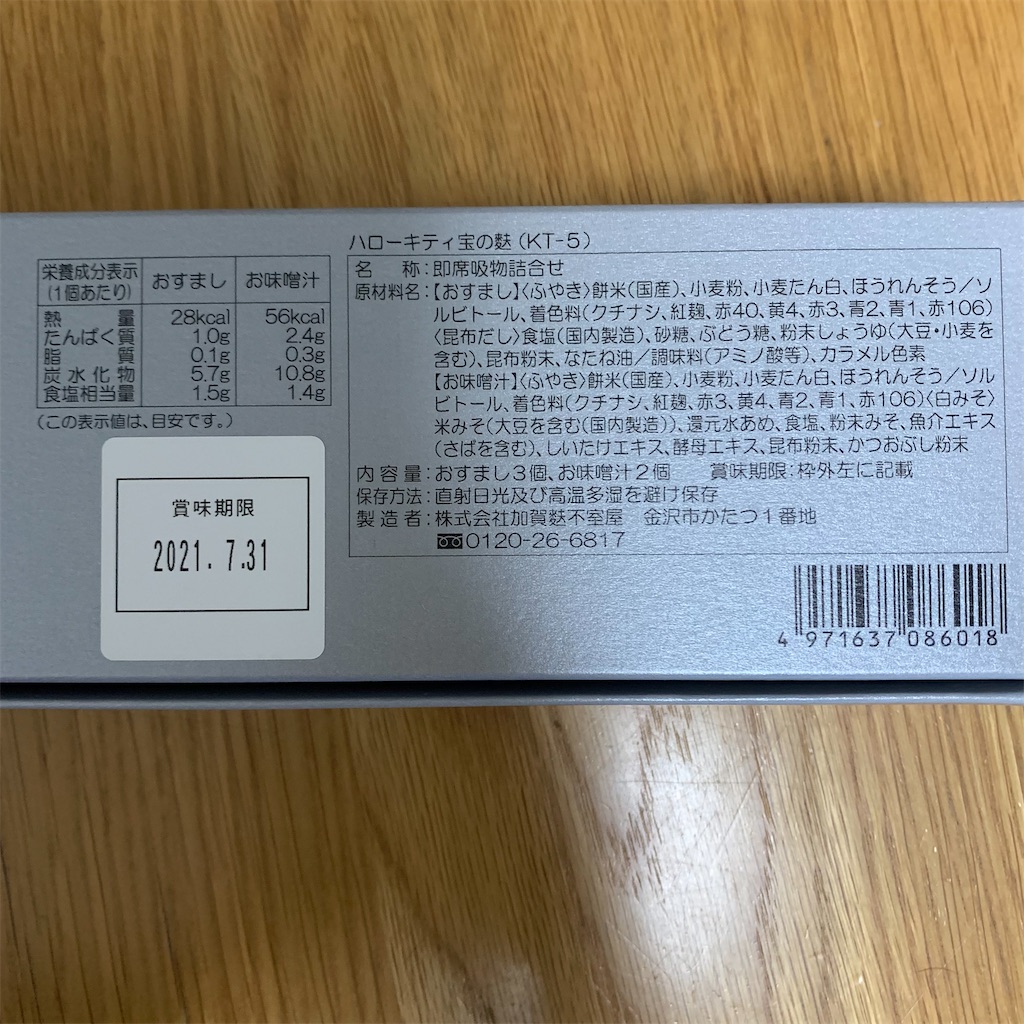 ハローキティ宝の麩(KT-5)
栄養成分表示
(1個あたり) おすまし お味噌汁
熱量 28kcal 56kcal
たんぱく質 1.0g 2.4g
脂質 0.1g 0.3g
炭水化物 5.7g 10.8g
食塩相当量 1.5g 1.4g
(この表示値は、目安です。)
賞味期限
2021. 7.31
名称:即席吸物詰合せ
原材料名:【おすまし】〈ふやき〉餅米(国産)、小麦粉、小麦たん白、ほうれんそう/ソ
ルビトール、着色料(クチナシ、紅麹、赤40、黄4、赤3、青2、青1、赤106)
〈昆布だし〉食塩(国内製造)、砂糖、ぶどう糖、粉末しょうゆ(大豆・小麦を
含む)、昆布粉末、なたね油/調味料(アミノ酸等)、カラメル色素
【お味噌汁】〈ふやき〉餅米(国産)、小麦粉、小麦たん白、ほうれんそう/ソル
ビトール、着色料(クチナシ、紅麹、赤3、黄4、青2、青1、赤106)〈白みそ〉
米みそ(大豆を含む(国内製造))、還元水あめ、食塩、粉末みそ、魚介エキス
(さばを含む)、しいたけエキス、酵母エキス、昆布粉末、かつおぶし粉末
内容量:おすまし3個、お味噌汁2個 賞味期限:枠外左に記載
保存方法:直射日光及び高温多湿を避け保存
製造者:株式会社加賀麩不室屋 金沢市かたつ1番地
0120-26-6817
4 971637 086018